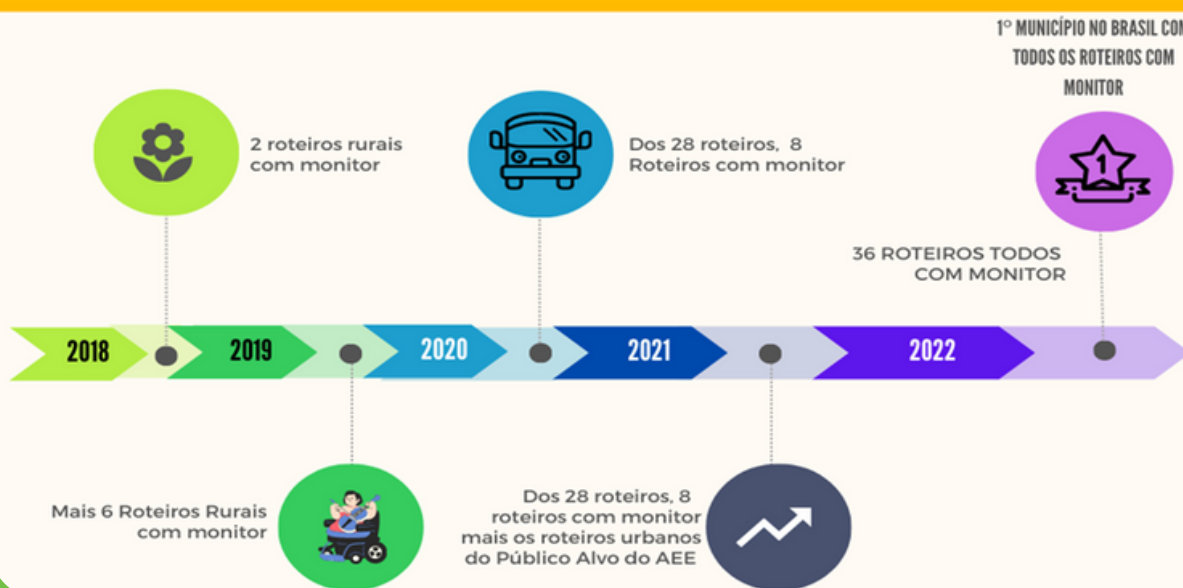 1º MUNICÍPIO NO BRASIL COM
TODOS OS ROTEIROS COM
MONITOR
2 roteiros rurais
com monitor
Dos 28 roteiros, 8
Roteiros com monitor
1
36 ROTEIROS TODOS
COM MONITOR
2018
2019
2020
2021
2022
Mais 6 Roteiros Rurais
com monitor
Dos 28 roteiros, 8
roteiros com monitor
mais os roteiros urbanos
do Público Alvo do AEE